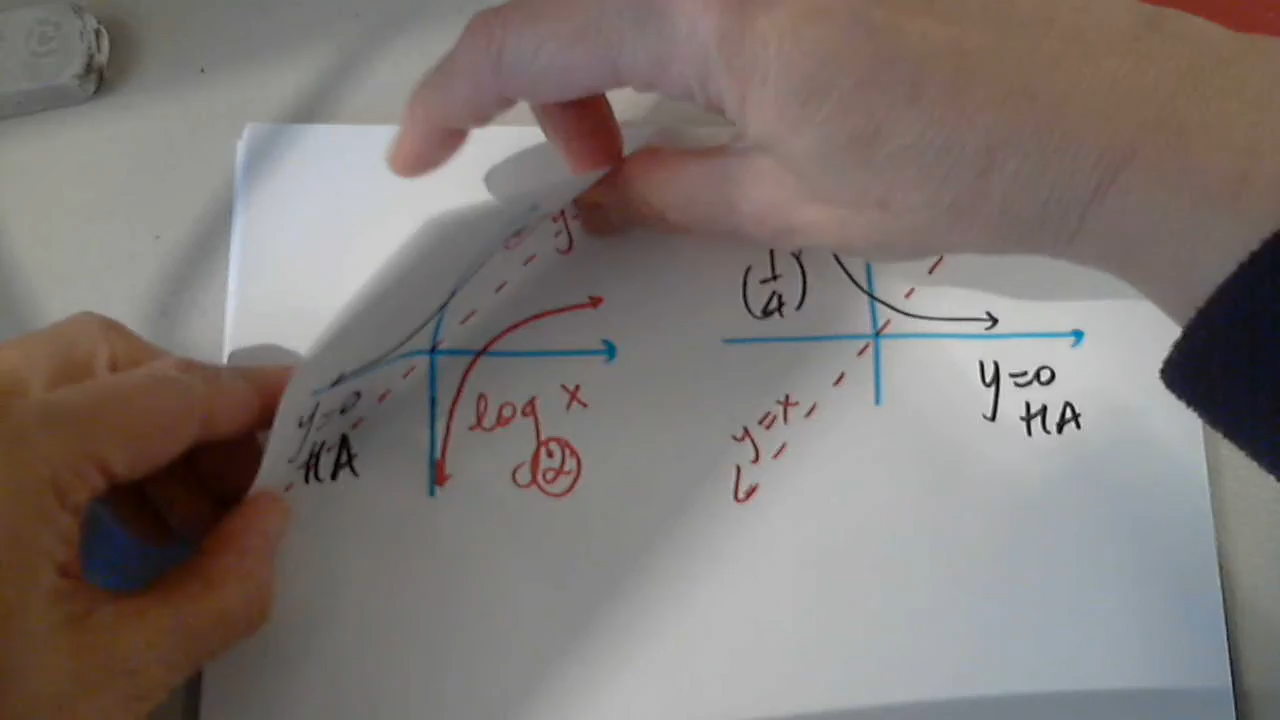 y=
log x
②
y=0
HA
(1/4)
y=x
y=0
HA